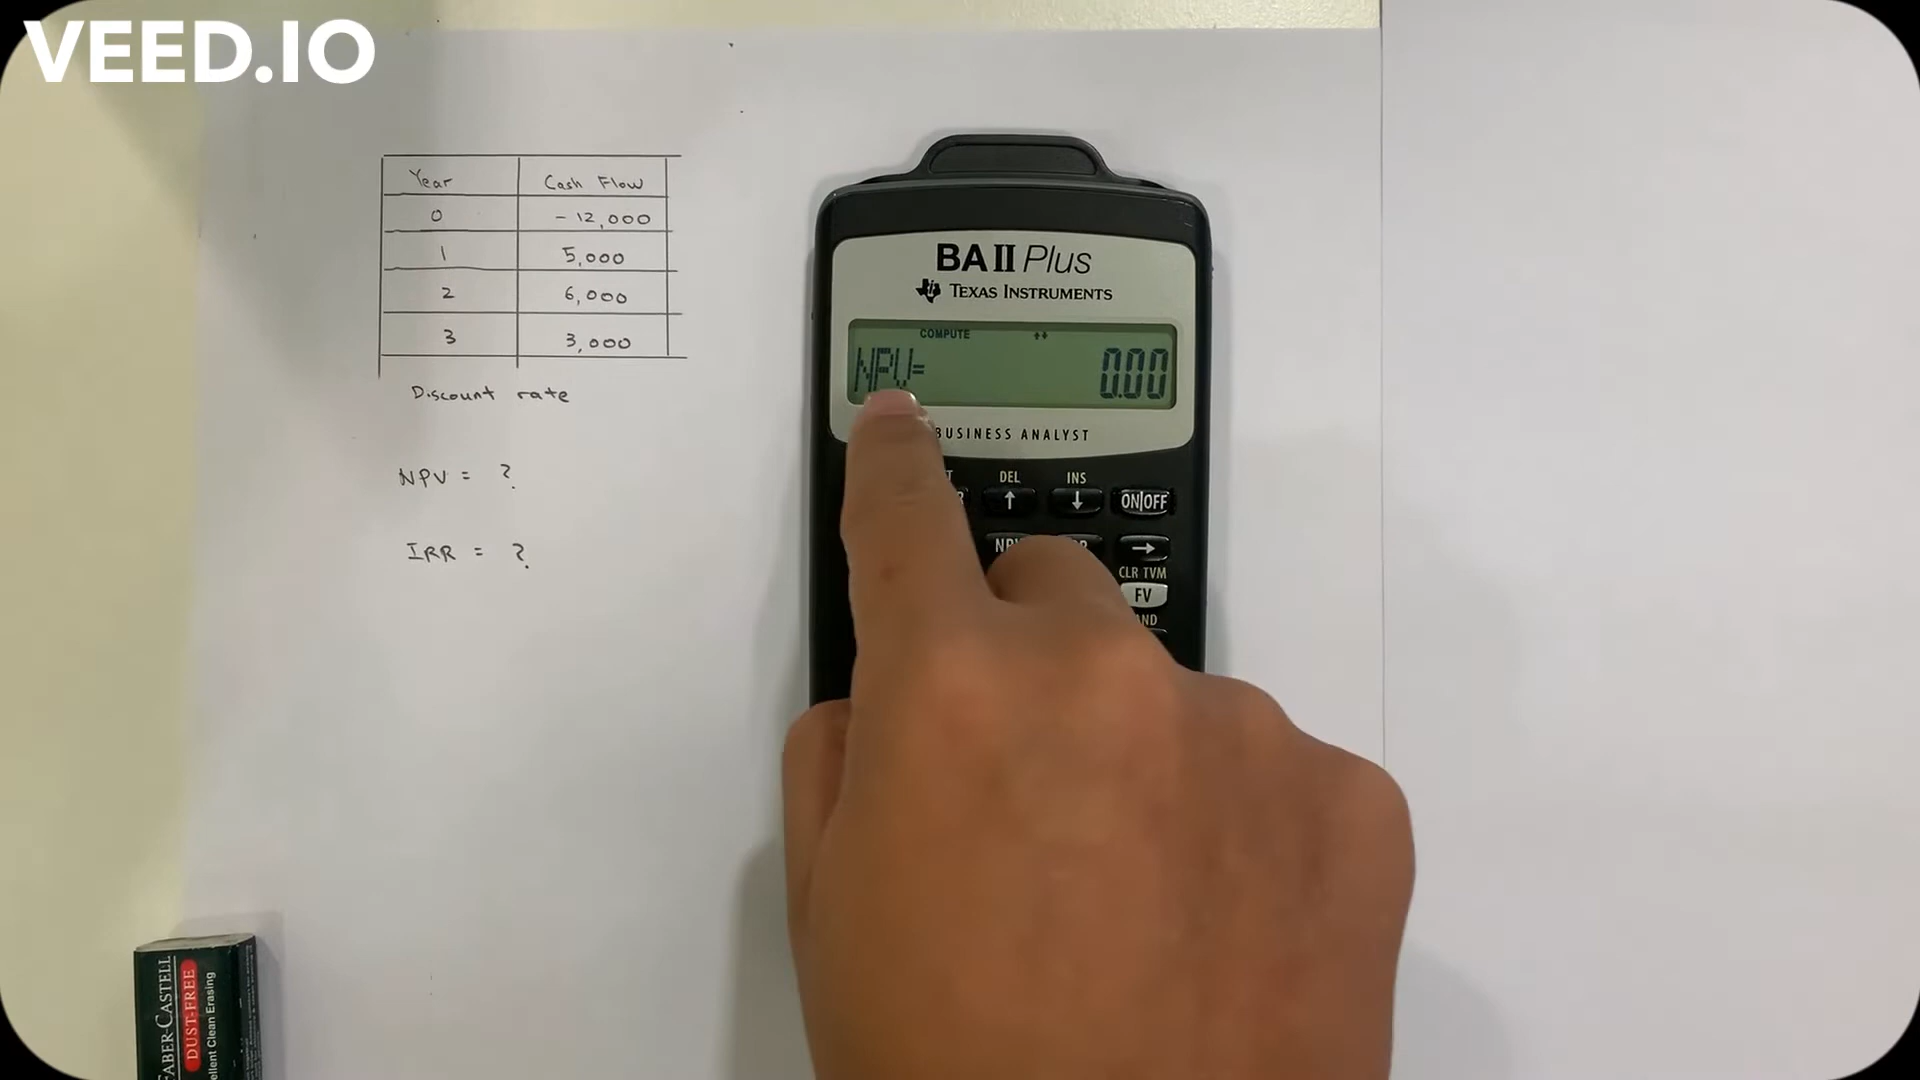 VEED.IO
Year Cash Flow
0 - 12,000
1 5,000
2 6,000
3 3,000
Discount rate
NPV = ?
IRR = ?
BA II Plus
TEXAS INSTRUMENTS
COMPUTE
NPV= 0.00
BUSINESS ANALYST
DEL INS
↑ ↓ ON|OFF
→
CLR TVM
FV
FABER-CASTELL
DUST-FREE